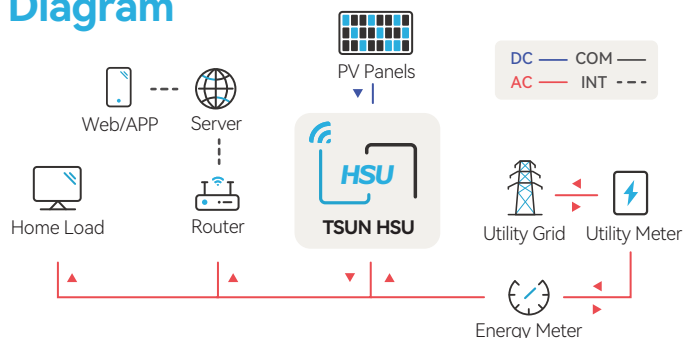 Diagram
PV Panels
DC COM
AC INT
Web/APP
Server
HSU
Home Load
Router
TSUN HSU
Utility Grid
Utility Meter
Energy Meter